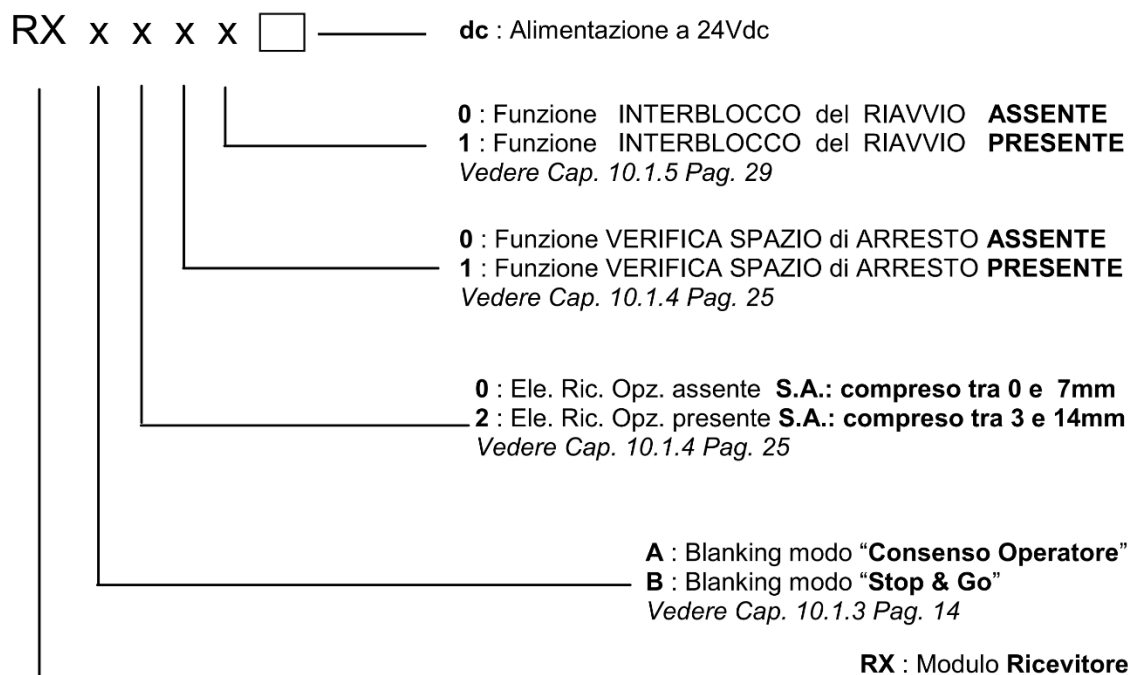 RX x x x x dc : Alimentazione a 24Vdc
0 : Funzione INTERBLOCCO del RIAVVIO ASSENTE
1 : Funzione INTERBLOCCO del RIAVVIO PRESENTE
Vedere Cap. 10.1.5 Pag. 29
0 : Funzione VERIFICA SPAZIO di ARRESTO ASSENTE
1 : Funzione VERIFICA SPAZIO di ARRESTO PRESENTE
Vedere Cap. 10.1.4 Pag. 25
0 : Ele. Ric. Opz. assente S.A.: compreso tra 0 e 7mm
2 : Ele. Ric. Opz. presente S.A.: compreso tra 3 e 14mm
Vedere Cap. 10.1.4 Pag. 25
A : Blanking modo “Consenso Operatore”
B : Blanking modo “Stop & Go”
Vedere Cap. 10.1.3 Pag. 14
RX : Modulo Ricevitore